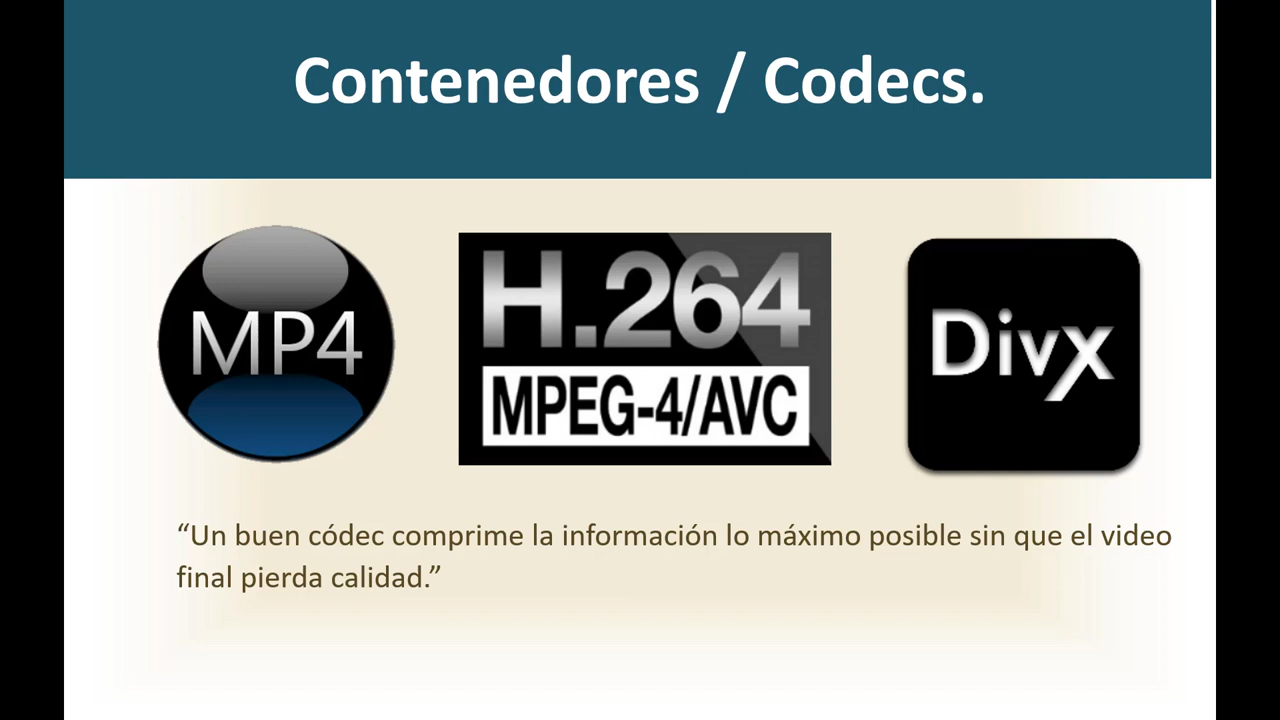 Contenedores / Codecs.
MP4
H.264
MPEG-4/AVC
DivX
“Un buen códec comprime la información lo máximo posible sin que el video
final pierda calidad.”